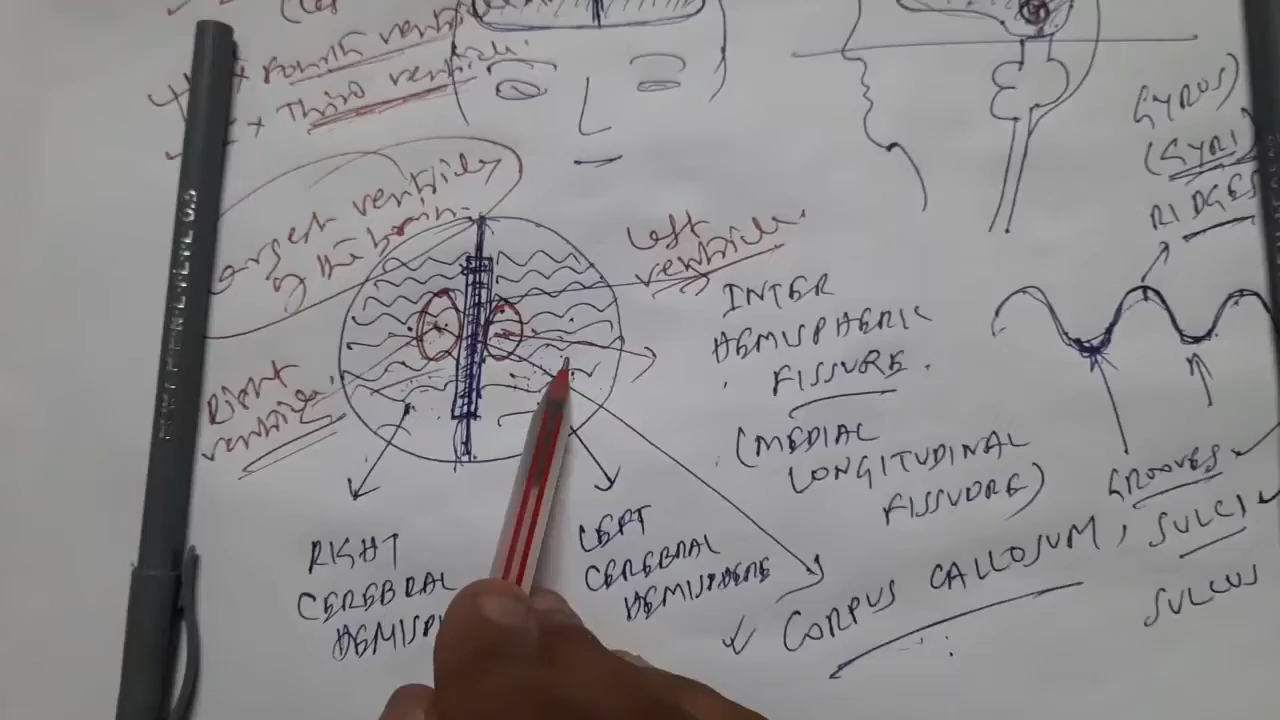 Fourth ventricle
Third ventricle.
Largest ventricles
of the brain.
Right
ventricle.
Left
ventricle.
INTER
HEMISPHERIC
FISSURE.
(MEDIAL
LONGITUDINAL
FISSURE)
GYRUS)
(GYRI
RIDGES
GROOVES
SULCI
SULCUS
CORPUS CALLOSUM,
RIGHT
CEREBRAL
LEFT
CEREBRAL
HEMISPHERE